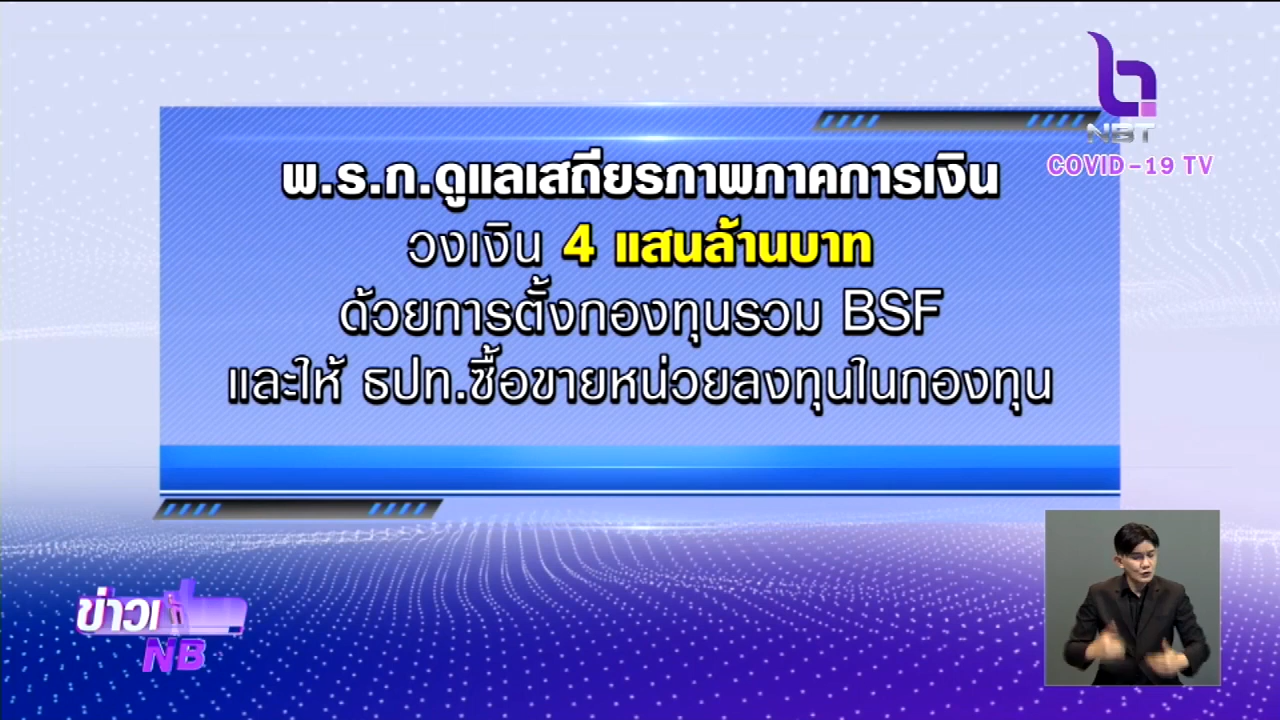 NBT
COVID-19 TV
พ.ร.ก.ดูแลเสถียรภาพภาคการเงิน
วงเงิน 4 แสนล้านบาท
ด้วยการตั้งกองทุนรวม BSF
และให้ ธปท.ซื้อขายหน่วยลงทุนในกองทุน
NB